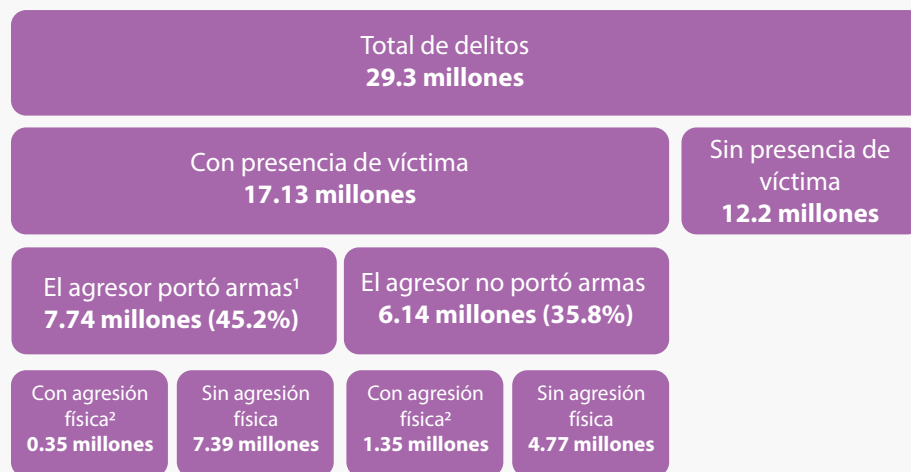 Total de delitos
29.3 millones
Con presencia de víctima
17.13 millones
Sin presencia de
víctima
12.2 millones
El agresor portó armas¹
7.74 millones (45.2%)
El agresor no portó armas
6.14 millones (35.8%)
Con agresión
física²
0.35 millones
Sin agresión
física
7.39 millones
Con agresión
física²
1.35 millones
Sin agresión
física
4.77 millones